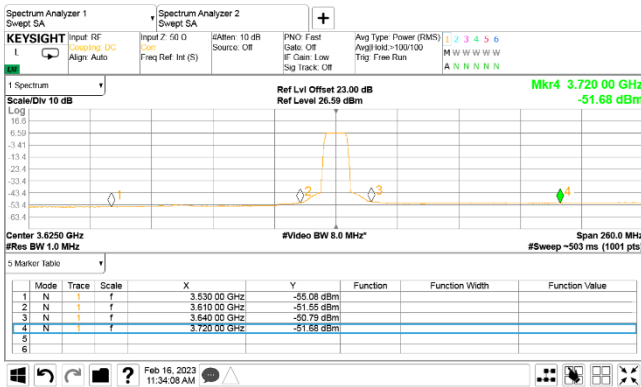 Spectrum Analyzer 1
Swept SA
Spectrum Analyzer 2
Swept SA
+
KEYSIGHT
L
Input: RF
Coupling: DC
Align: Auto
Input Z: 50 Ω
Corr
Freq Ref: Int (S)
#Atten: 10 dB
Source: Off
PNO: Fast
Gate: Off
IF Gain: Low
Sig Track: Off
Avg Type: Power (RMS)
Avg|Hold:>100/100
Trig: Free Run
1 2 3 4 5 6
M W W W W W
A N N N N N
1 Spectrum
Scale/Div 10 dB
Ref Lvl Offset 23.00 dB
Ref Level 26.59 dBm
Mkr4 3.720 00 GHz
-51.68 dBm
Log
16.6
6.59
-3.41
-13.4
-23.4
-33.4
-43.4
-53.4
-63.4
1
2
3
4
Center 3.6250 GHz
#Video BW 8.0 MHz*
Span 260.0 MHz
#Res BW 1.0 MHz
#Sweep ~503 ms (1001 pts)
5 Marker Table
Mode Trace Scale X Y Function Function Width Function Value
1 N 1 f 3.530 00 GHz -55.08 dBm
2 N 1 f 3.610 00 GHz -51.55 dBm
3 N 1 f 3.640 00 GHz -50.79 dBm
4 N 1 f 3.720 00 GHz -51.68 dBm
5
6
?
Feb 16, 2023
11:34:08 AM